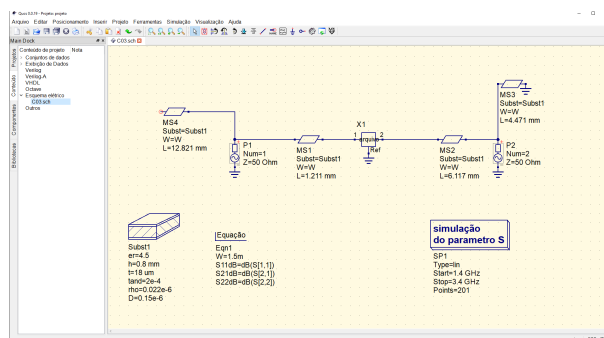 Qucs 0.0.19 - Projeto: projeto
Arquivo Editar Posicionamento Inserir Projeto Ferramentas Simulação Visualização Ajuda
Main Dock
C03.sch
Projetos
Conteúdo
Componentes
Bibliotecas
Conteúdo do projeto Nota
Conjuntos de dados
Exibição de Dados
Verilog
Verilog-A
VHDL
Octave
Esquema elétrico
C03.sch
Outros
MS4
Subst=Subst1
W=W
L=12.821 mm
P1
Num=1
Z=50 Ohm
MS1
Subst=Subst1
W=W
L=1.211 mm
X1
1 arquivo 2
Ref
MS2
Subst=Subst1
W=W
L=6.117 mm
MS3
Subst=Subst1
W=W
L=4.471 mm
P2
Num=2
Z=50 Ohm
Subst1
er=4.5
h=0.8 mm
t=18 um
tand=2e-4
rho=0.022e-6
D=0.15e-6
Equação
Eqn1
W=1.5m
S11dB=dB(S[1,1])
S21dB=dB(S[2,1])
S22dB=dB(S[2,2])
simulação
do parametro S
SP1
Type=lin
Start=1.4 GHz
Stop=3.4 GHz
Points=201